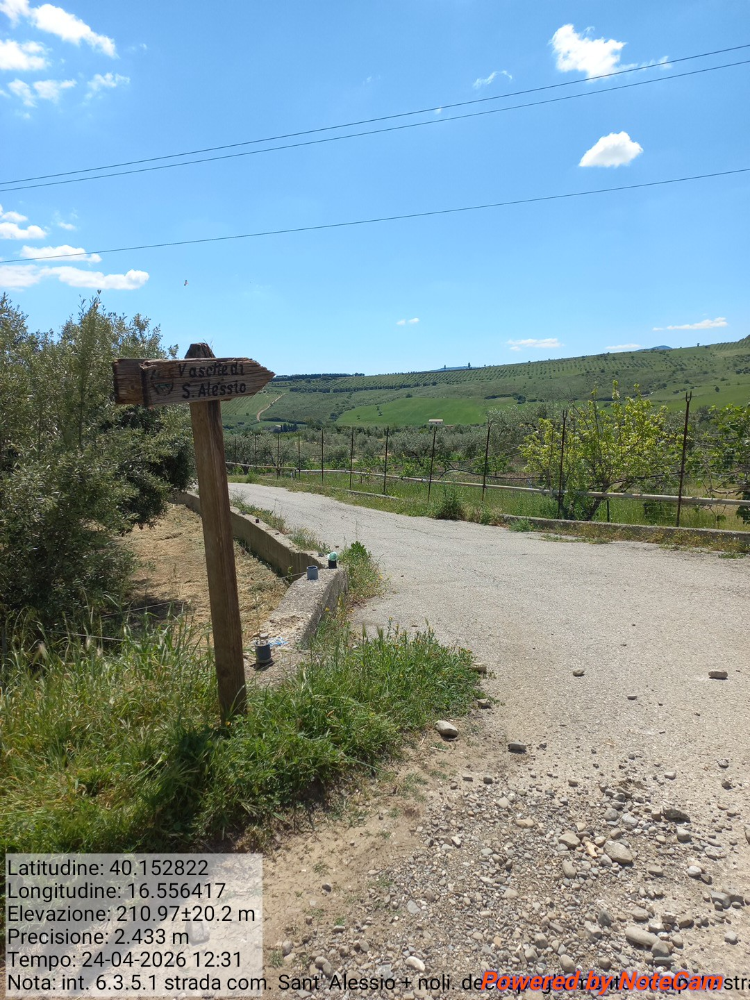 Vasche di
S. Alessio
Latitudine: 40.152822
Longitudine: 16.556417
Elevazione: 210.97±20.2 m
Precisione: 2.433 m
Tempo: 24-04-2026 12:31
Nota: int. 6.3.5.1 strada com. Sant' Alessio + noli.
Powered by NoteCam